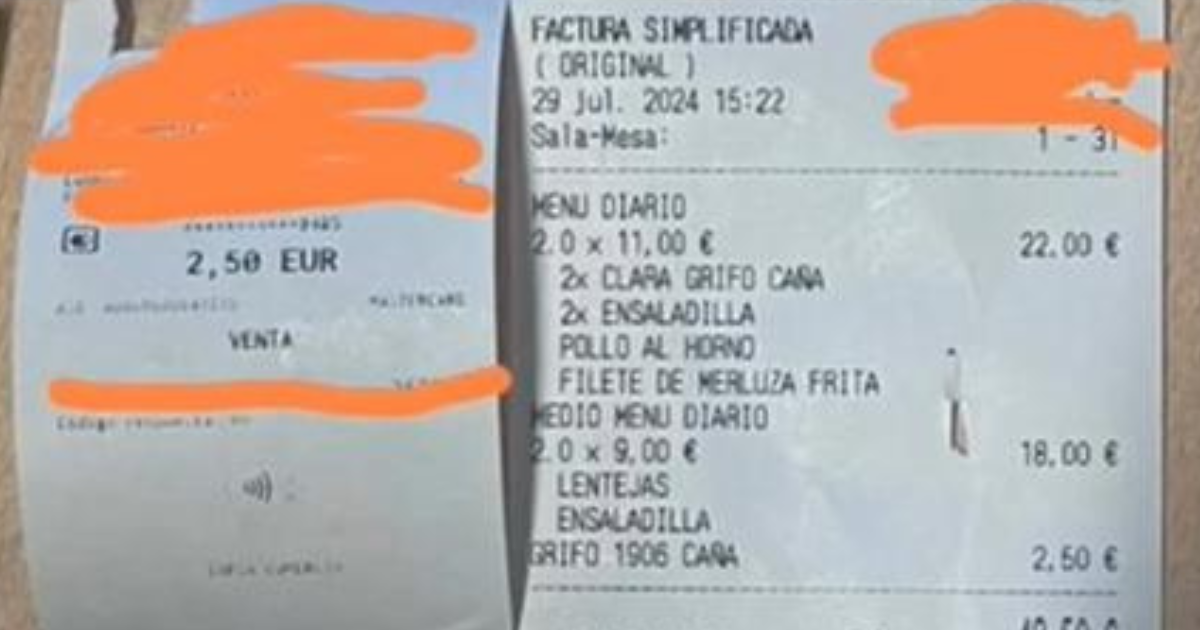 2,50 EUR
VENTA
FACTURA SIMPLIFICADA
( ORIGINAL )
29 Jul. 2024 15:22
Sala-Mesa: 1 - 31
MENU DIARIO
2.0 x 11,00 € 22,00 €
2x CLARA GRIFO CAÑA
2x ENSALADILLA
POLLO AL HORNO
FILETE DE MERLUZA FRITA
MEDIO MENU DIARIO
2.0 x 9,00 € 18,00 €
LENTEJAS
ENSALADILLA
GRIFO 1906 CAÑA 2,50 €